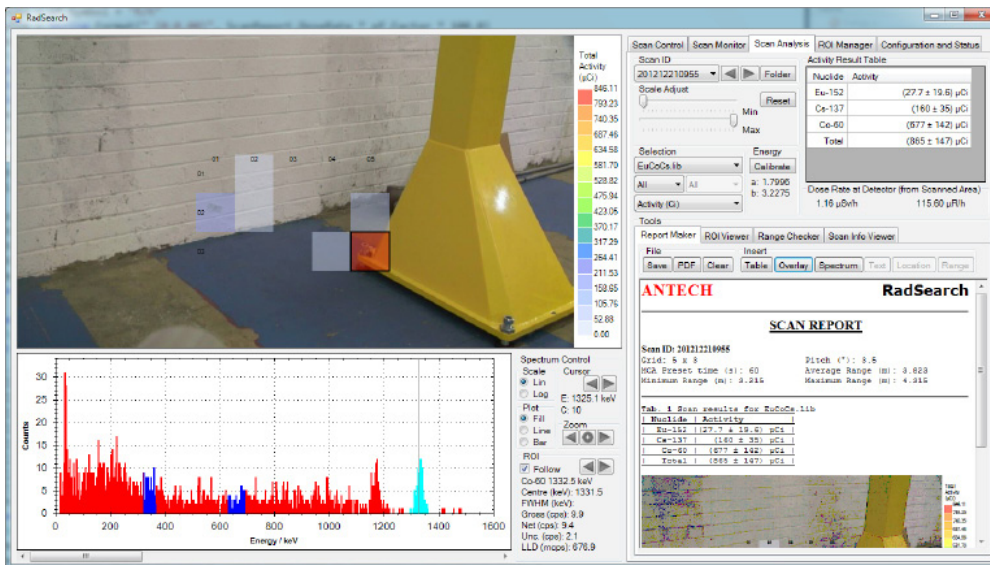 RadSearch
Total
Activity
(μCi)
846.11
793.23
740.35
687.46
634.58
581.70
528.82
475.94
423.05
370.17
317.29
264.41
211.53
158.65
105.76
52.88
0.00
01 02 03 04 05
01
02
03
Counts
30
25
20
15
10
5
0
0 200 400 600 800 1000 1200 1400 1600
Energy / keV
Spectrum Control
Scale Cursor
Lin
Log
E: 1325.1 keV
C: 10
Plot
Fill
Line
Bar
Zoom
ROI
Follow
Co-60 1332.5 keV
Centre (keV): 1331.5
FWHM (keV):
Gross (cps): 9.9
Net (cps): 9.4
Unc. (cps): 2.1
LLD (mcps): 676.9
Scan Control Scan Monitor Scan Analysis ROI Manager Configuration and Status
Scan ID
201212210955 Folder
Scale Adjust
Reset
Min
Max
Selection
EuCoCs.lib
All All
Activity (Ci)
Energy
Calibrate
a: 1.7996
b: 3.2275
Activity Result Table
Nuclide Activity
Eu-152 (27.7 ± 19.6) μCi
Cs-137 (160 ± 35) μCi
Co-60 (677 ± 142) μCi
Total (865 ± 147) μCi
Dose Rate at Detector (from Scanned Area)
1.16 μSv/h 115.60 μR/h
Tools
Report Maker ROI Viewer Range Checker Scan Info Viewer
File Insert
Save PDF Clear Table Overlay Spectrum Text Location Range
ANTECH RadSearch
SCAN REPORT
Scan ID: 201212210955
Grid: 5 x 3 Pitch (°): 3.5
MCA Preset time (s): 60 Average Range (m): 3.823
Minimum Range (m): 3.215 Maximum Range (m): 4.315
Tab. 1 Scan results for EuCoCs.lib
| Nuclide | Activity |
| Eu-152 |(27.7 ± 19.6) μCi |
| Cs-137 | (160 ± 35) μCi |
| Co-60 | (677 ± 142) μCi |
| Total | (865 ± 147) μCi |